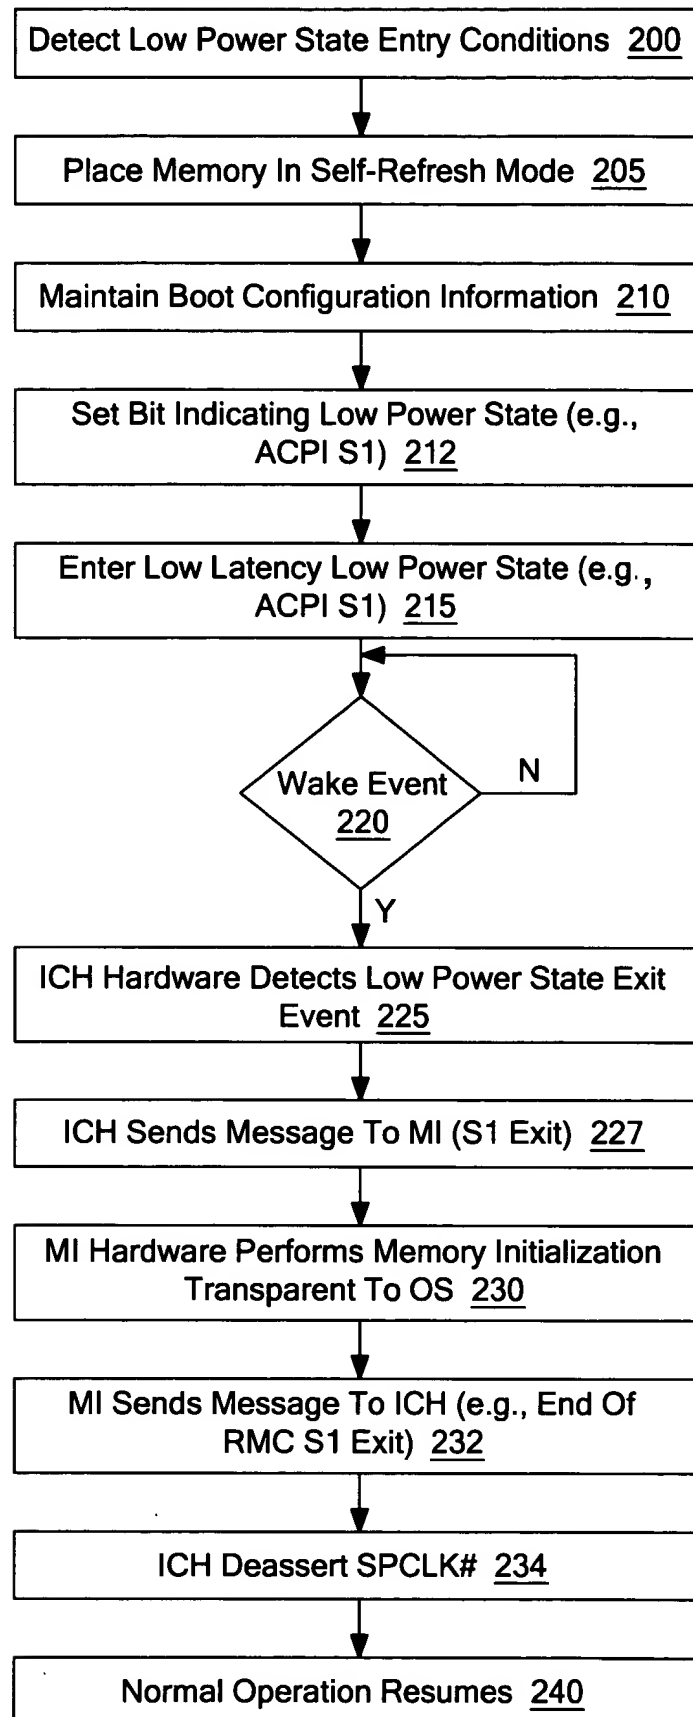 Detect Low Power State Entry Conditions 200
Place Memory In Self-Refresh Mode 205
Maintain Boot Configuration Information 210
Set Bit Indicating Low Power State (e.g.,
ACPI S1) 212
Enter Low Latency Low Power State (e.g.,
ACPI S1) 215
Wake Event
220
N
Y
ICH Hardware Detects Low Power State Exit
Event 225
ICH Sends Message To MI (S1 Exit) 227
MI Hardware Performs Memory Initialization
Transparent To OS 230
MI Sends Message To ICH (e.g., End Of
RMC S1 Exit) 232
ICH Deassert SPCLK# 234
Normal Operation Resumes 240